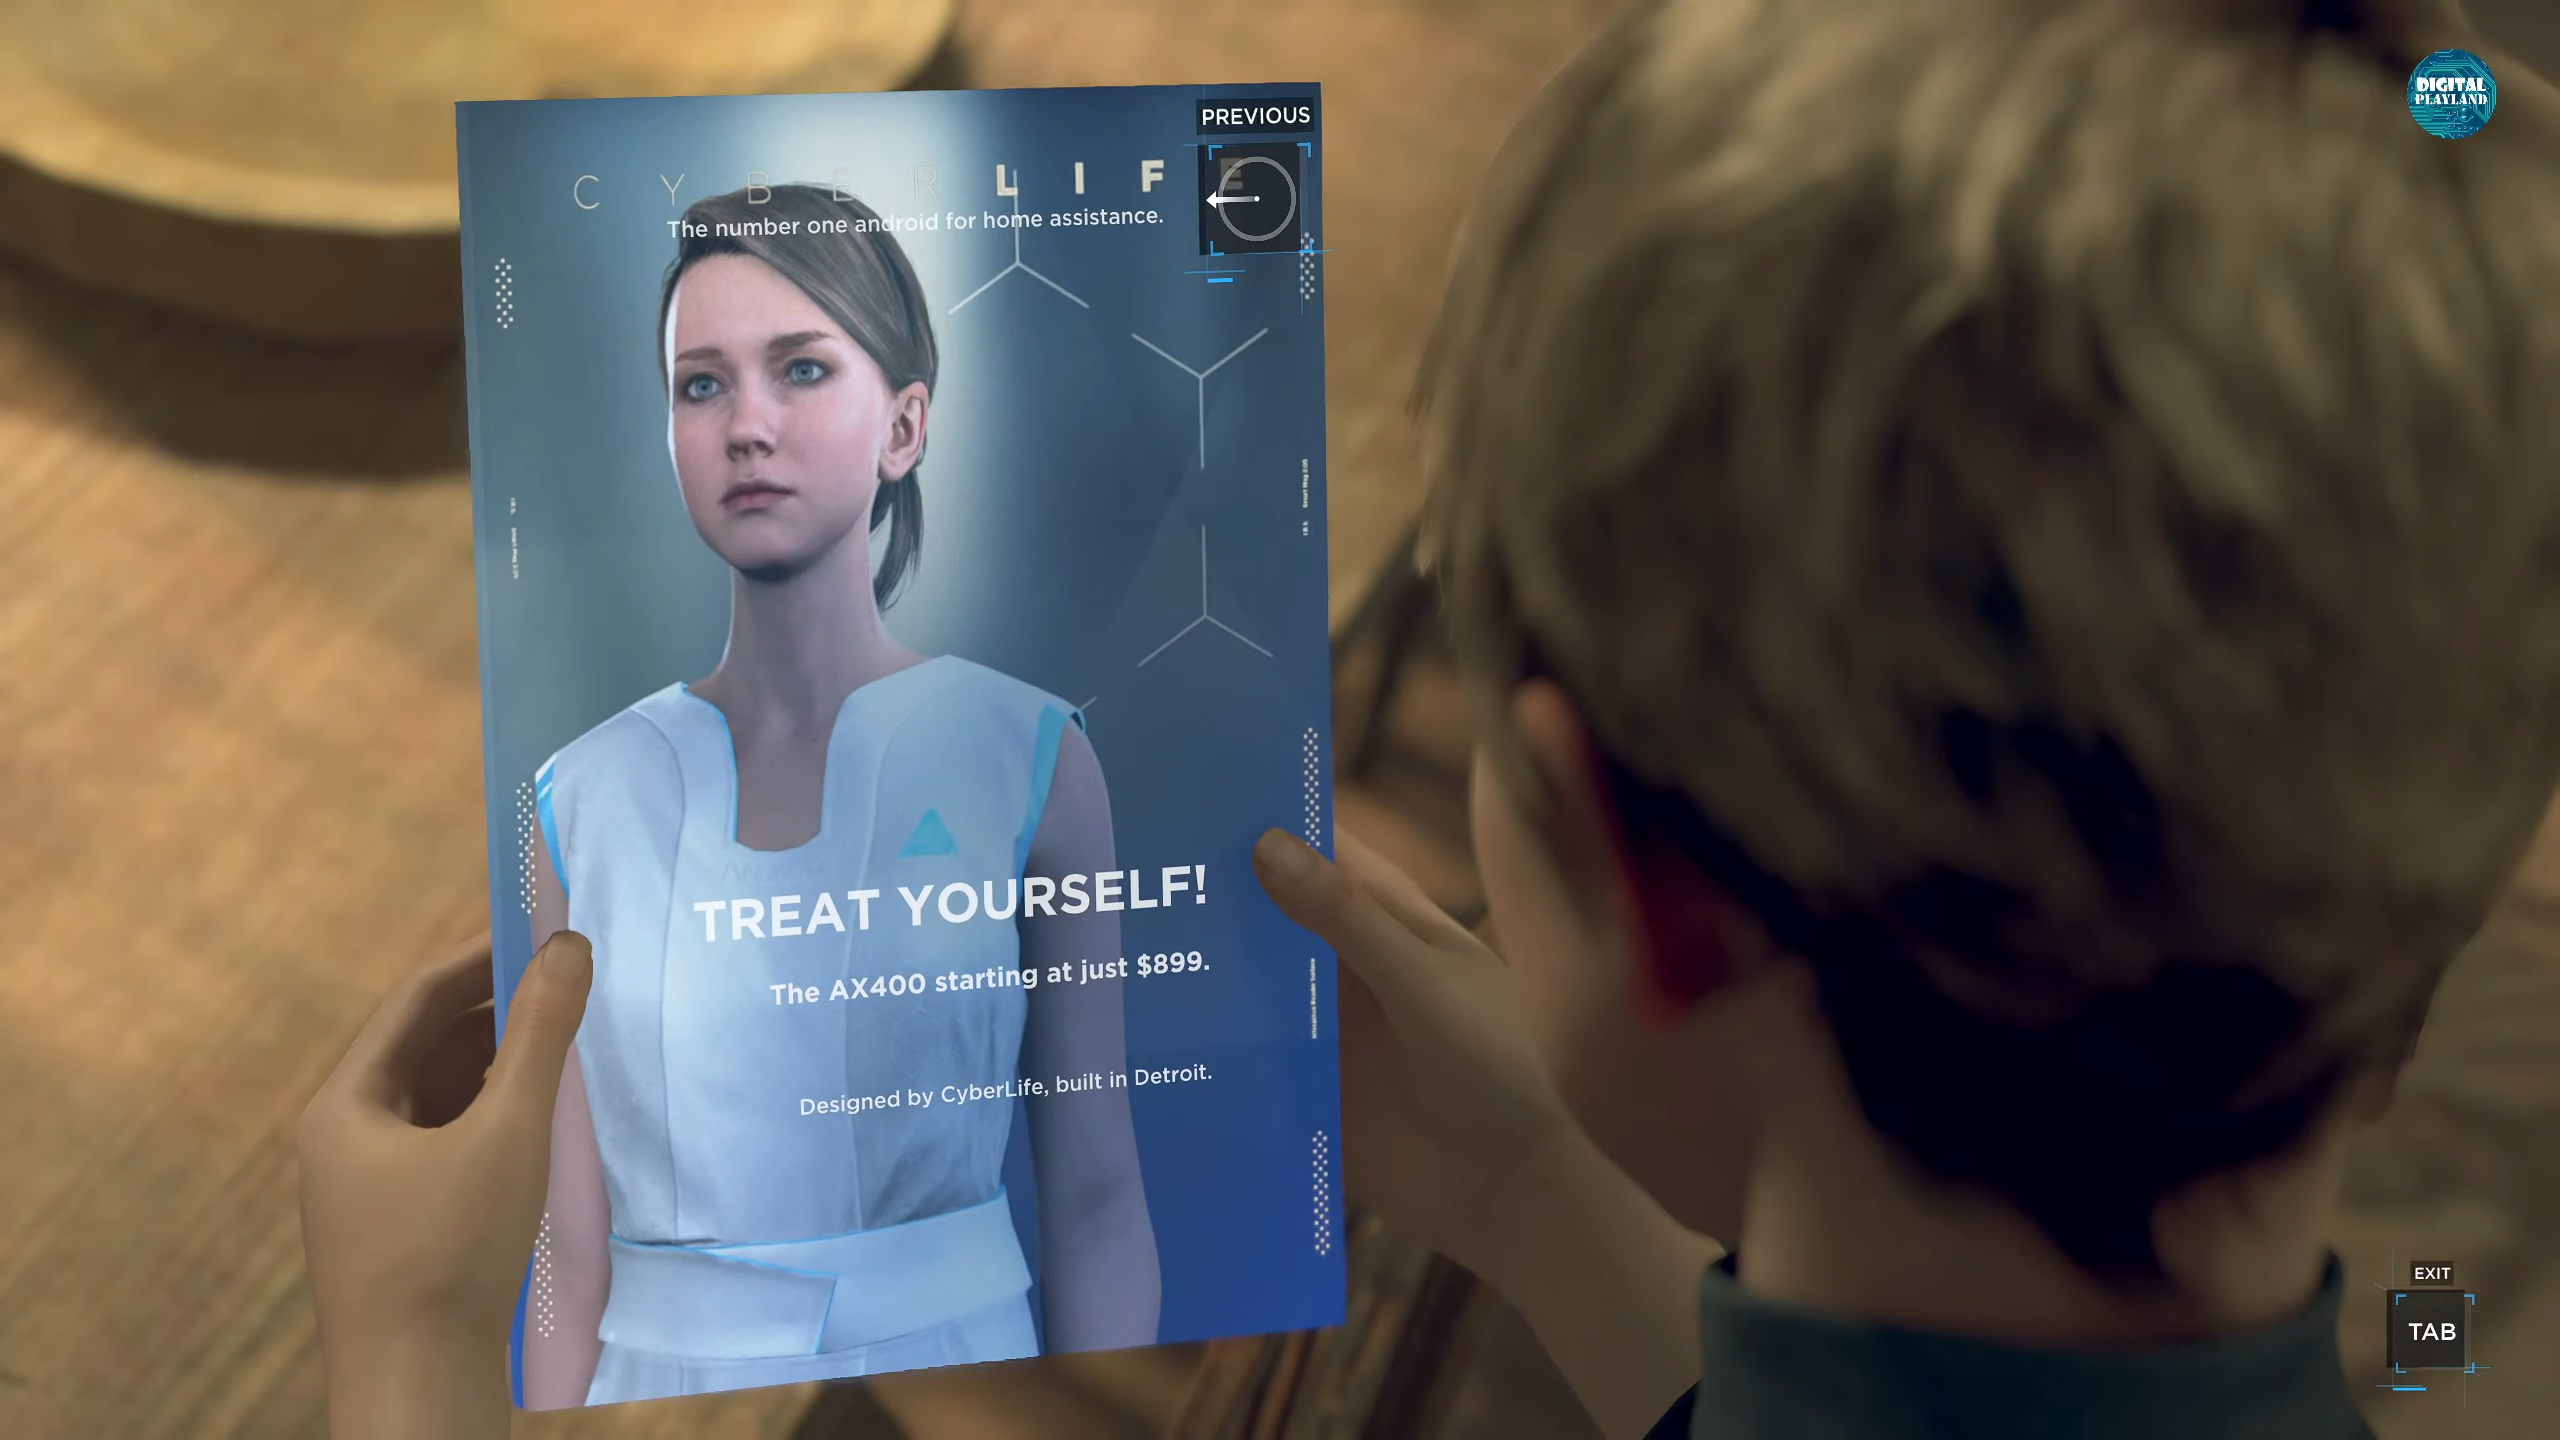 DIGITAL
PLAYLAND
PREVIOUS
CYBERLIFE
The number one android for home assistance.
TREAT YOURSELF!
The AX400 starting at just $899.
Designed by CyberLife, built in Detroit.
EXIT
TAB